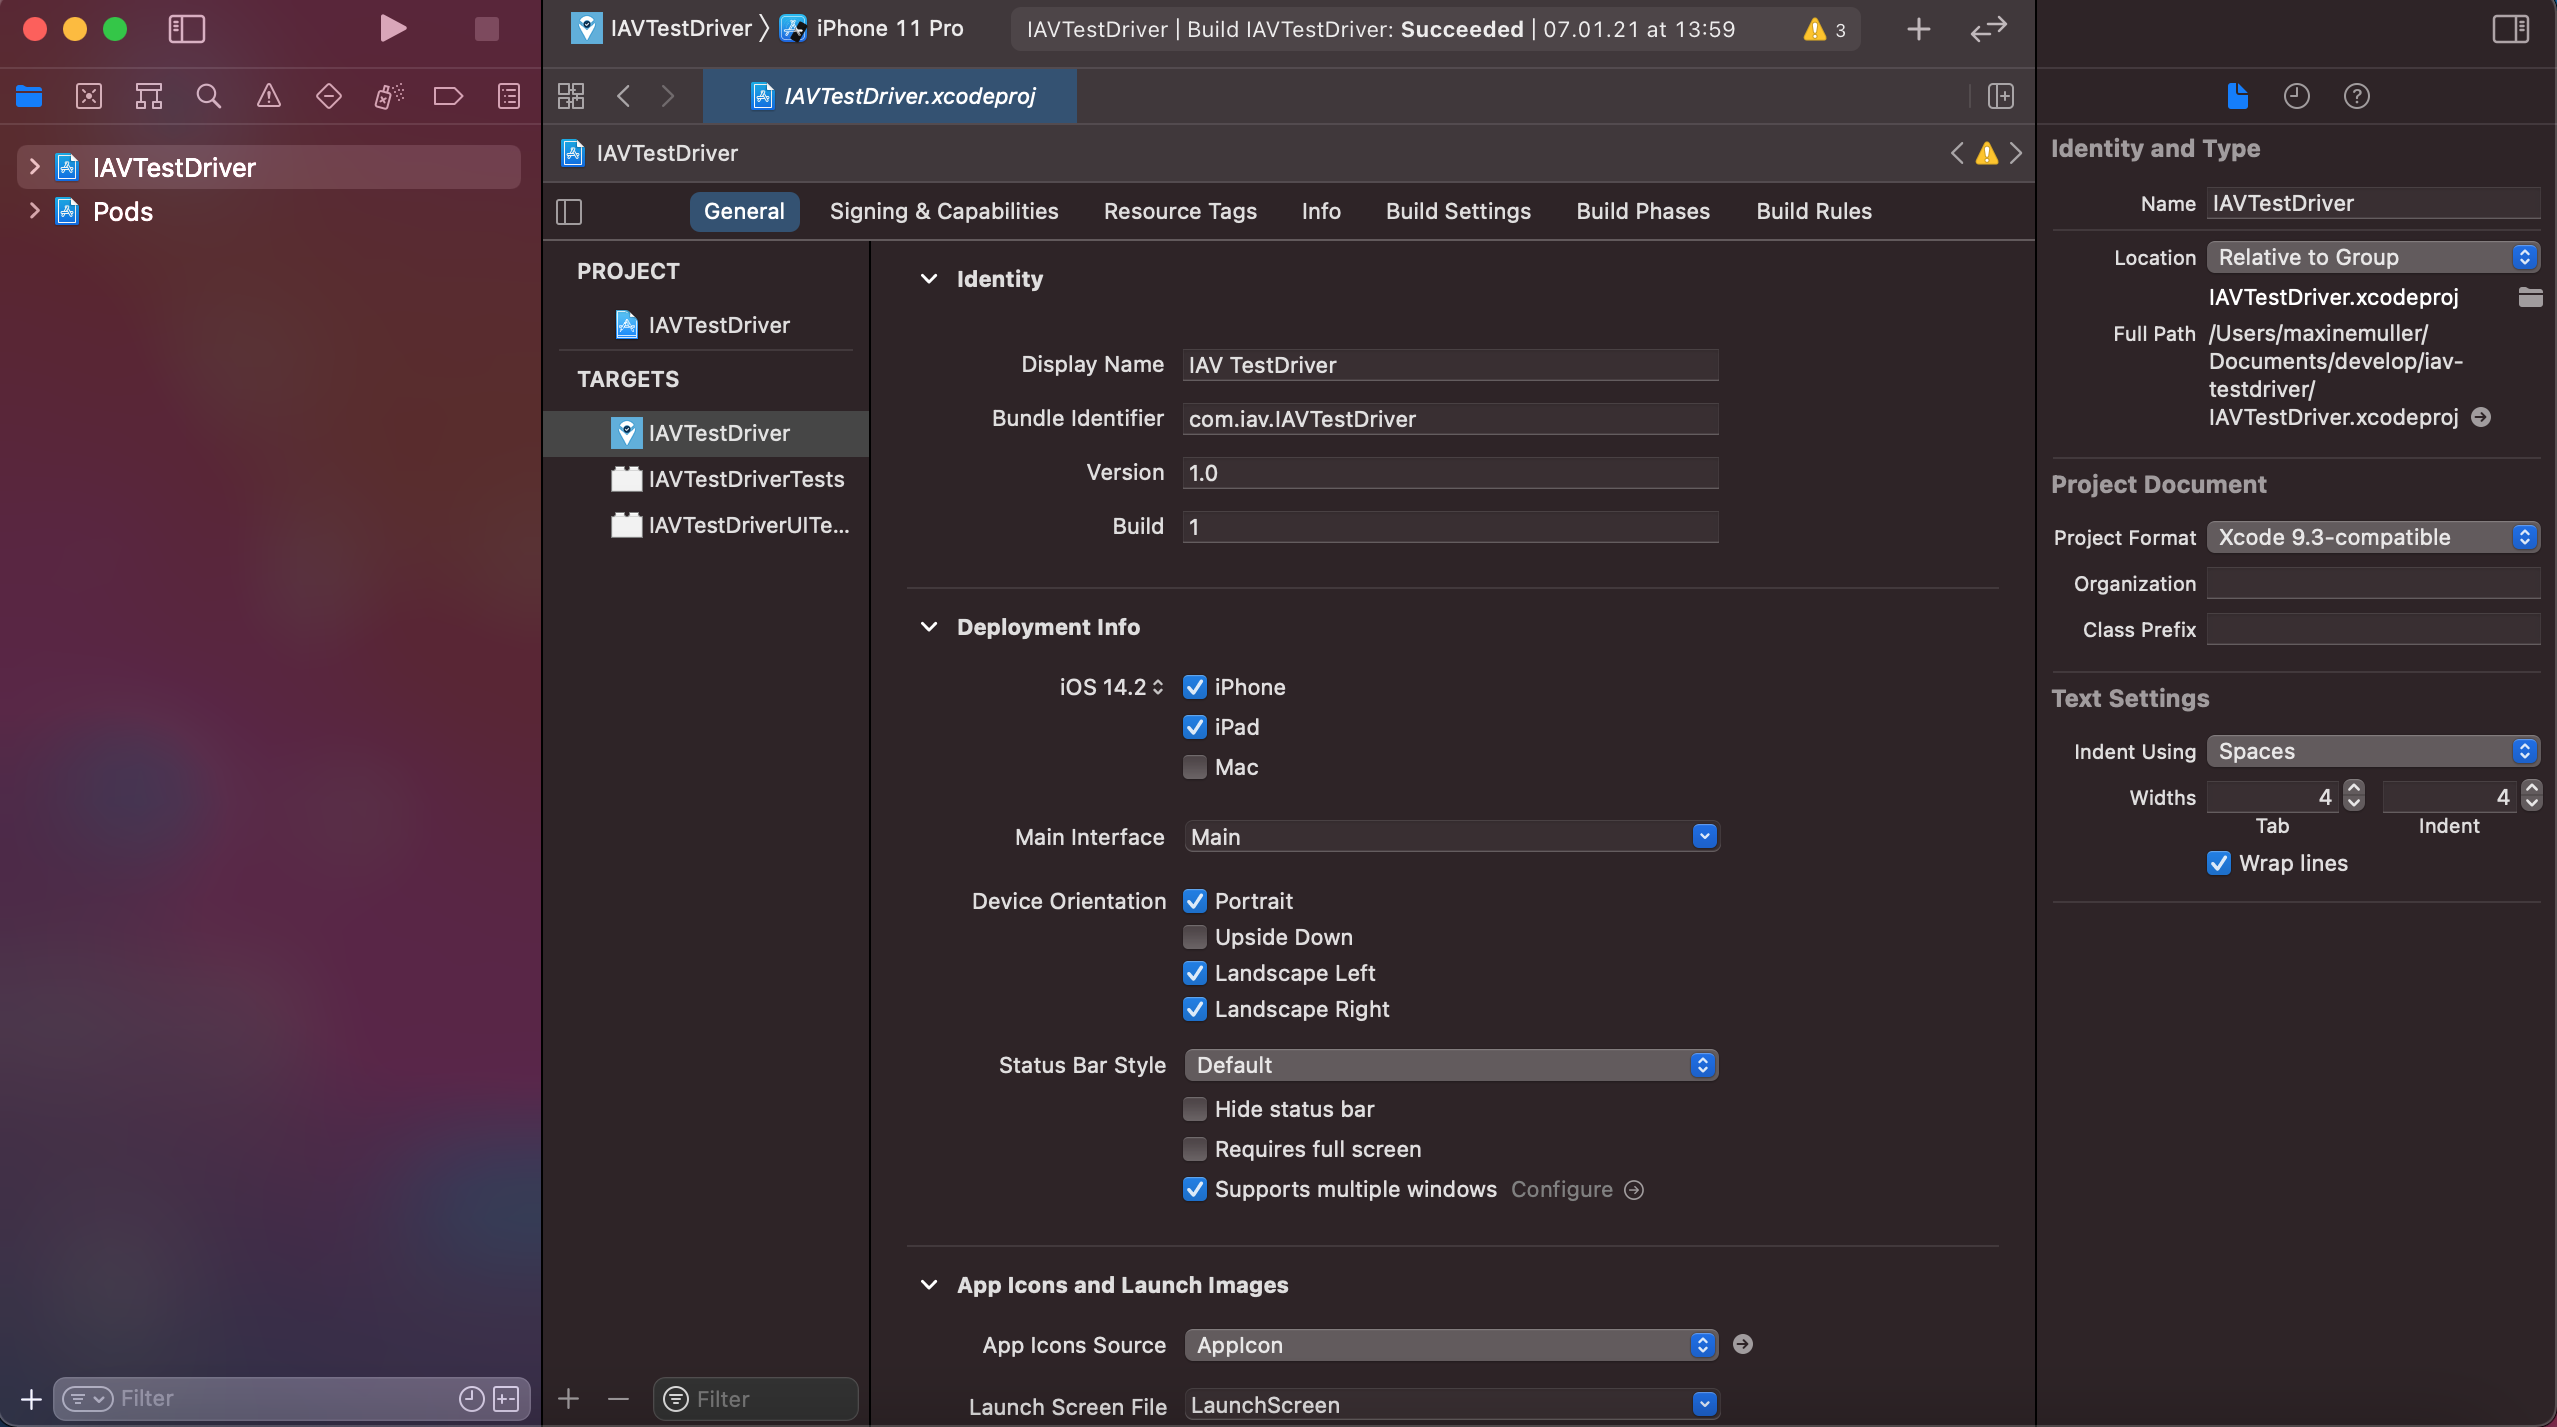 IAVTestDriver
iPhone 11 Pro
IAVTestDriver | Build IAVTestDriver: Succeeded | 07.01.21 at 13:59
3
IAVTestDriver.xcodeproj
IAVTestDriver
Pods
IAVTestDriver
General
Signing & Capabilities
Resource Tags
Info
Build Settings
Build Phases
Build Rules
PROJECT
IAVTestDriver
TARGETS
IAVTestDriver
IAVTestDriverTests
IAVTestDriverUITe...
Identity
Display Name
IAV TestDriver
Bundle Identifier
com.iav.IAVTestDriver
Version
1.0
Build
1
Deployment Info
iOS 14.2
iPhone
iPad
Mac
Main Interface
Main
Device Orientation
Portrait
Upside Down
Landscape Left
Landscape Right
Status Bar Style
Default
Hide status bar
Requires full screen
Supports multiple windows
Configure
App Icons and Launch Images
App Icons Source
AppIcon
Launch Screen File
LaunchScreen
Filter
Filter
Identity and Type
Name
IAVTestDriver
Location
Relative to Group
IAVTestDriver.xcodeproj
Full Path
/Users/maxinemuller/
Documents/develop/iav-
testdriver/
IAVTestDriver.xcodeproj
Project Document
Project Format
Xcode 9.3-compatible
Organization
Class Prefix
Text Settings
Indent Using
Spaces
Widths
4
4
Tab
Indent
Wrap lines